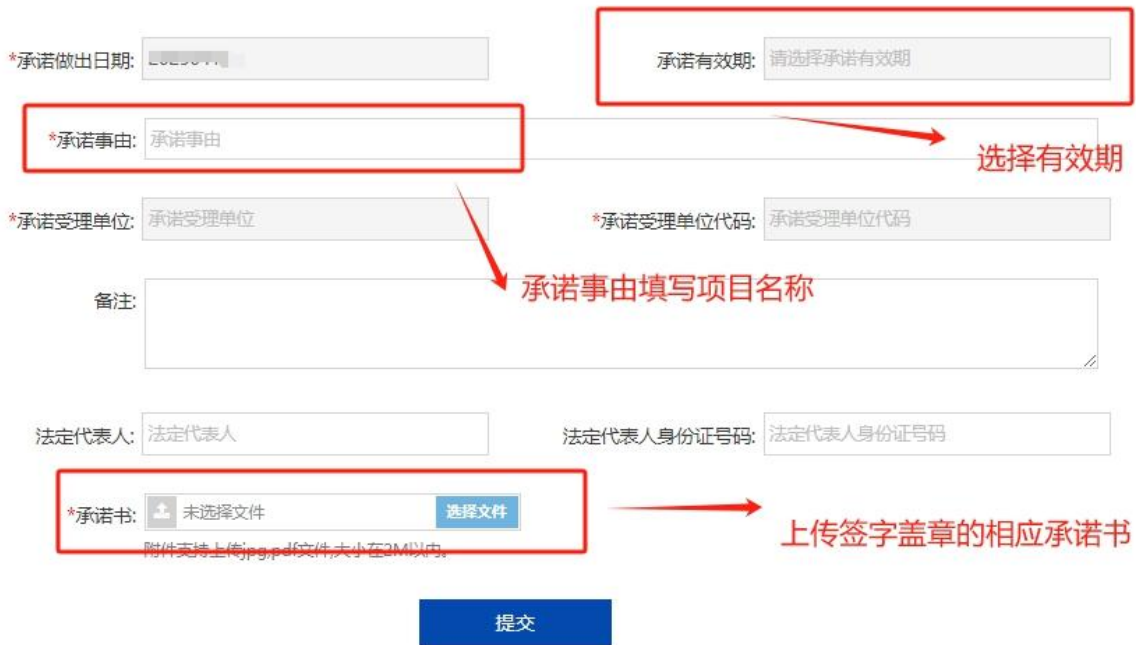 *承诺做出日期:
承诺有效期: 请选择承诺有效期
*承诺事由: 承诺事由
选择有效期
*承诺受理单位: 承诺受理单位
*承诺受理单位代码: 承诺受理单位代码
承诺事由填写项目名称
备注:
法定代表人: 法定代表人
法定代表人身份证号码: 法定代表人身份证号码
*承诺书: 未选择文件 选择文件
上传签字盖章的相应承诺书
附件支持上传jpg,pdf文件,大小在2M以内。
提交